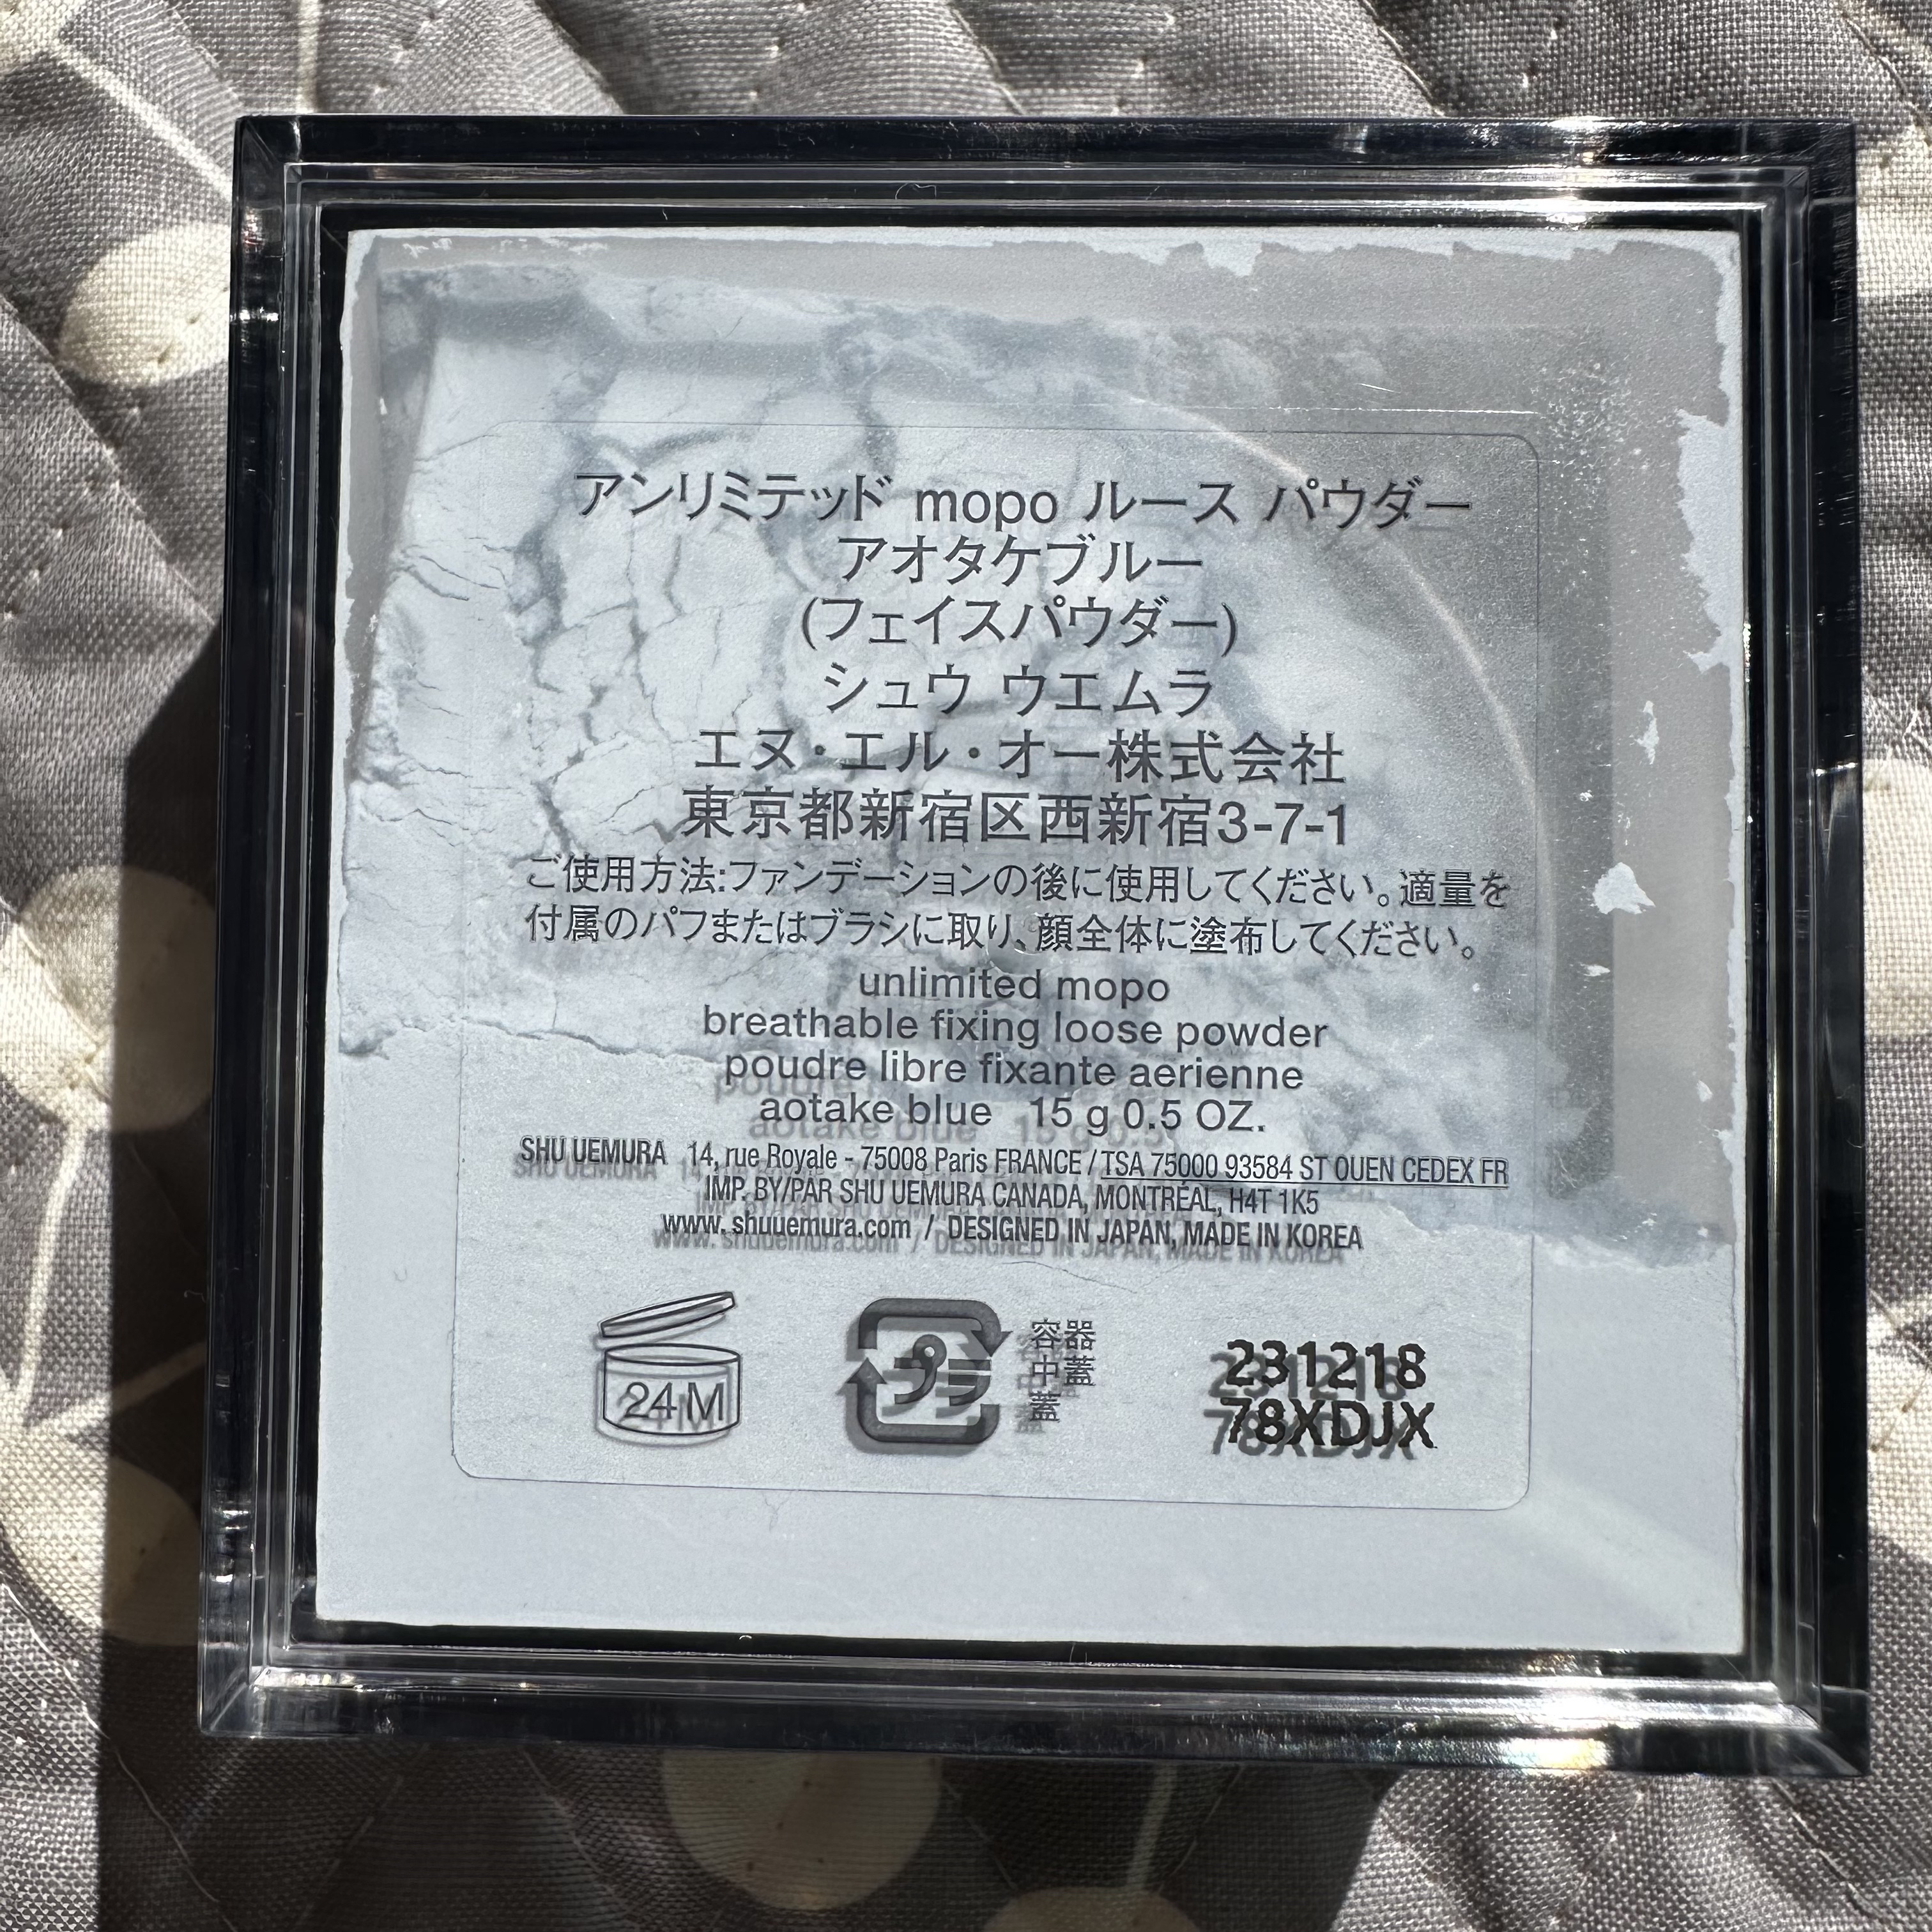 アンリミテッド mopo ルース パウダー
アオタケブルー
(フェイスパウダー)
シュウ ウエムラ
エヌ・エル・オー株式会社
東京都新宿区西新宿3-7-1
ご使用方法:ファンデーションの後に使用してください。適量を
付属のパフまたはブラシに取り、顔全体に塗布してください。
unlimited mopo
breathable fixing loose powder
poudre libre fixante aerienne
aotake blue 15 g 0.5 OZ.
SHU UEMURA 14, rue Royale - 75008 Paris FRANCE / TSA 75000 93584 ST OUEN CEDEX FR
IMP. BY/PAR SHU UEMURA CANADA, MONTRÉAL, H4T 1K5
www.shuuemura.com / DESIGNED IN JAPAN, MADE IN KOREA
24 M
プラ
容器
中蓋
蓋
231218
78XDJX